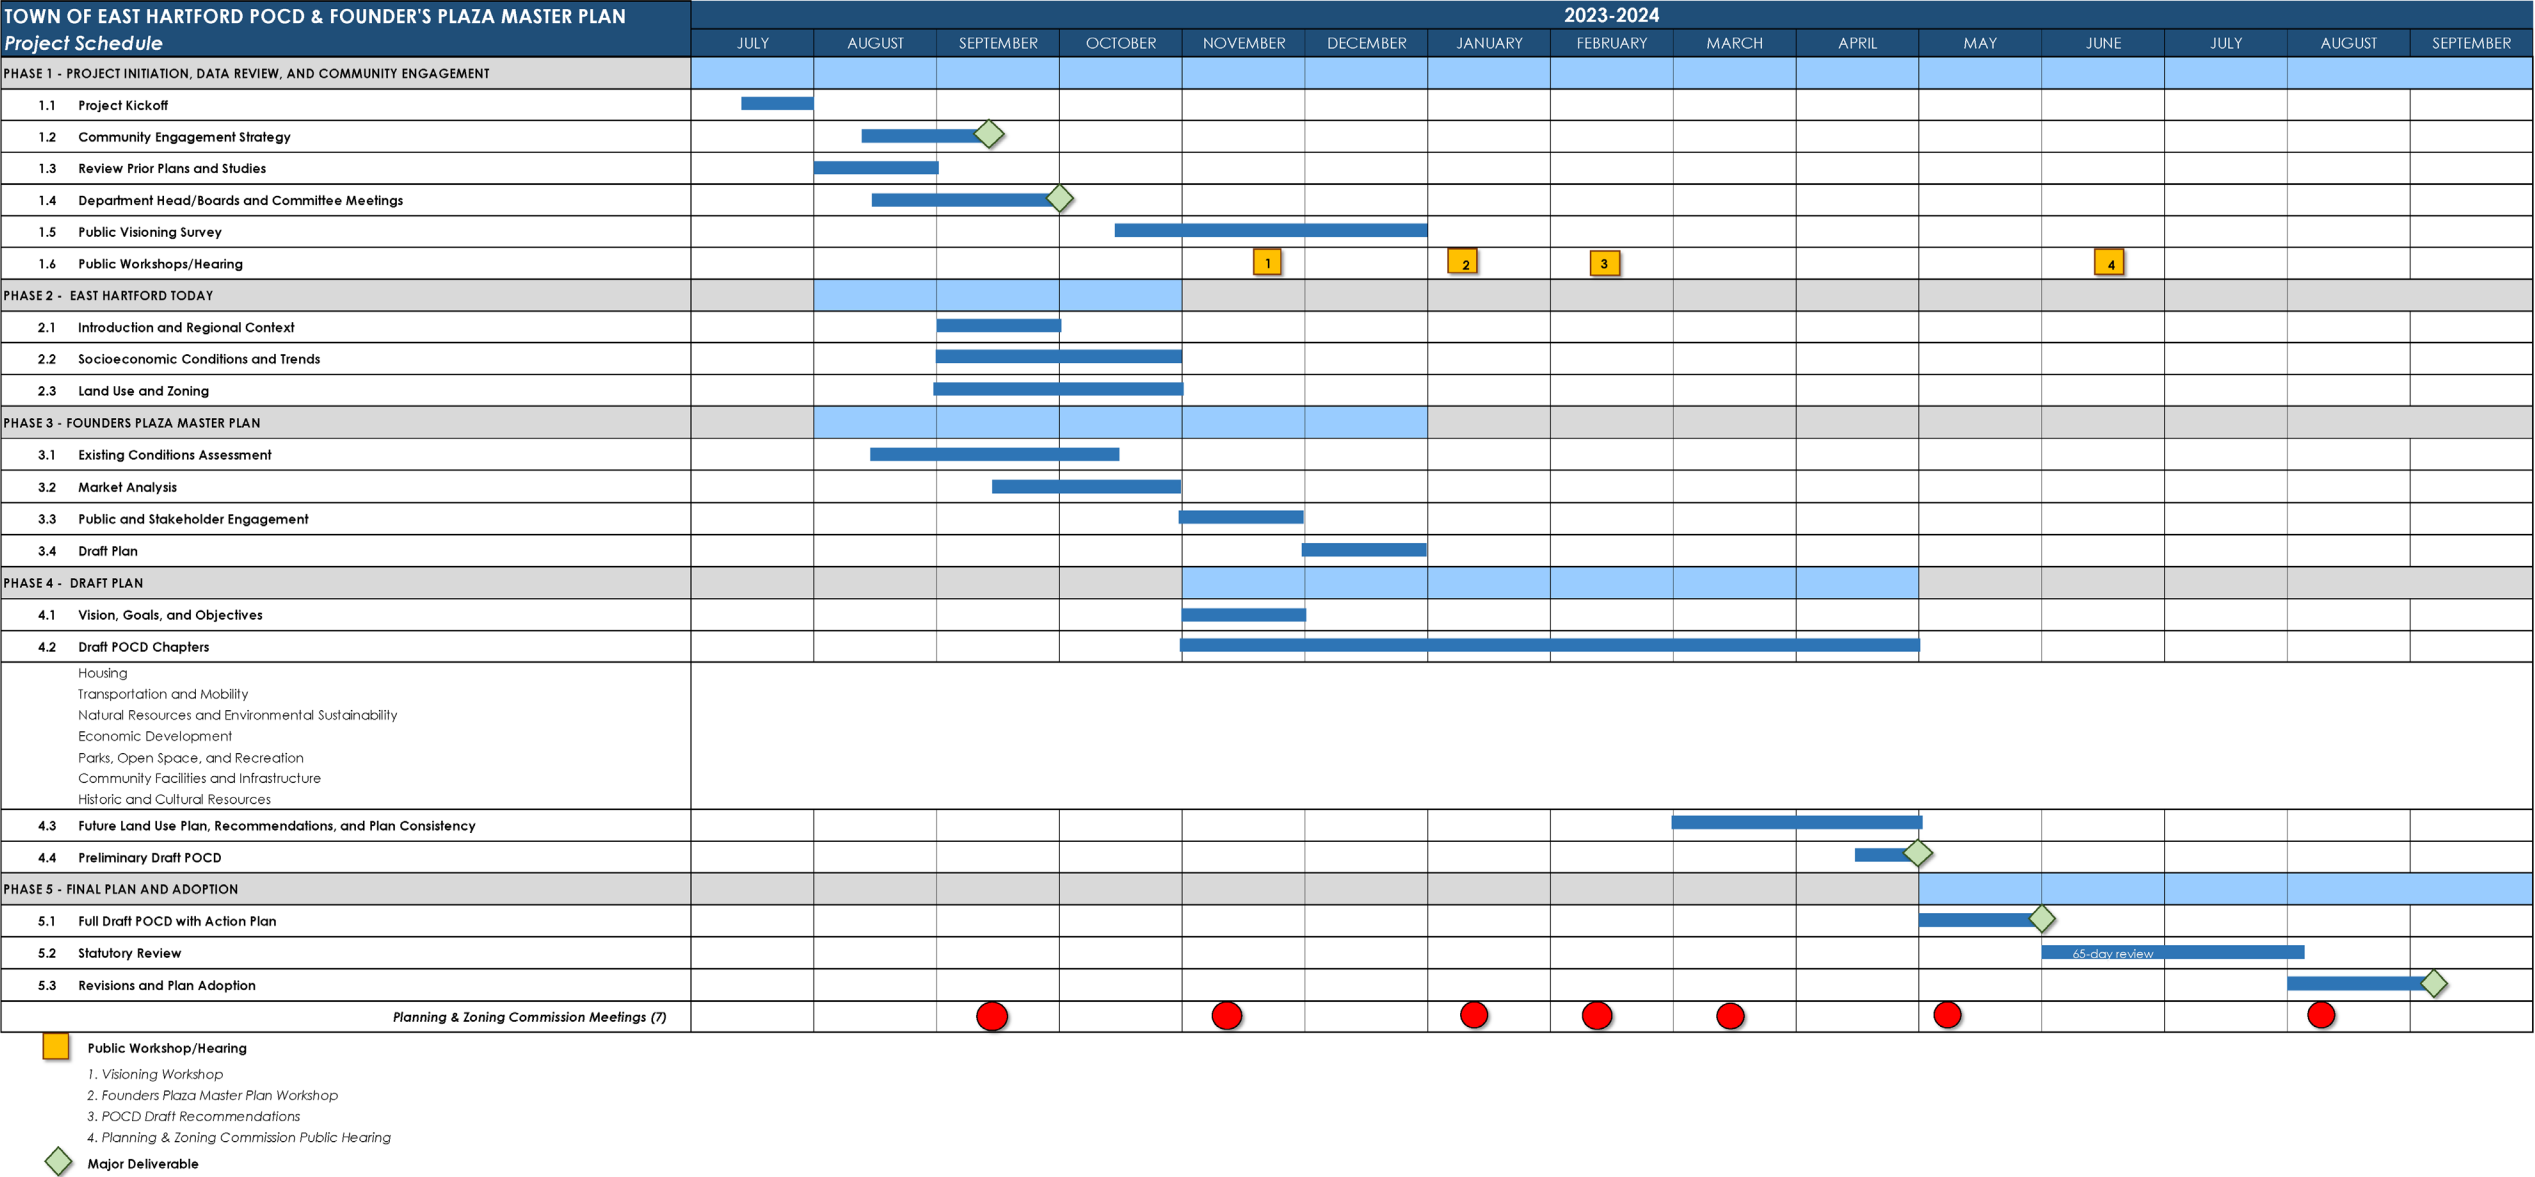 TOWN OF EAST HARTFORD POCD & FOUNDER'S PLAZA MASTER PLAN
2023-2024
Project Schedule
JULY AUGUST SEPTEMBER OCTOBER NOVEMBER DECEMBER JANUARY FEBRUARY MARCH APRIL MAY JUNE JULY AUGUST SEPTEMBER
PHASE 1 - PROJECT INITIATION, DATA REVIEW, AND COMMUNITY ENGAGEMENT
1.1 Project Kickoff
1.2 Community Engagement Strategy
1.3 Review Prior Plans and Studies
1.4 Department Head/Boards and Committee Meetings
1.5 Public Visioning Survey
1.6 Public Workshops/Hearing 1 2 3 4
PHASE 2 - EAST HARTFORD TODAY
2.1 Introduction and Regional Context
2.2 Socioeconomic Conditions and Trends
2.3 Land Use and Zoning
PHASE 3 - FOUNDERS PLAZA MASTER PLAN
3.1 Existing Conditions Assessment
3.2 Market Analysis
3.3 Public and Stakeholder Engagement
3.4 Draft Plan
PHASE 4 - DRAFT PLAN
4.1 Vision, Goals, and Objectives
4.2 Draft POCD Chapters
Housing
Transportation and Mobility
Natural Resources and Environmental Sustainability
Economic Development
Parks, Open Space, and Recreation
Community Facilities and Infrastructure
Historic and Cultural Resources
4.3 Future Land Use Plan, Recommendations, and Plan Consistency
4.4 Preliminary Draft POCD
PHASE 5 - FINAL PLAN AND ADOPTION
5.1 Full Draft POCD with Action Plan
5.2 Statutory Review 65-day review
5.3 Revisions and Plan Adoption
Planning & Zoning Commission Meetings (7)
Public Workshop/Hearing
1. Visioning Workshop
2. Founders Plaza Master Plan Workshop
3. POCD Draft Recommendations
4. Planning & Zoning Commission Public Hearing
Major Deliverable